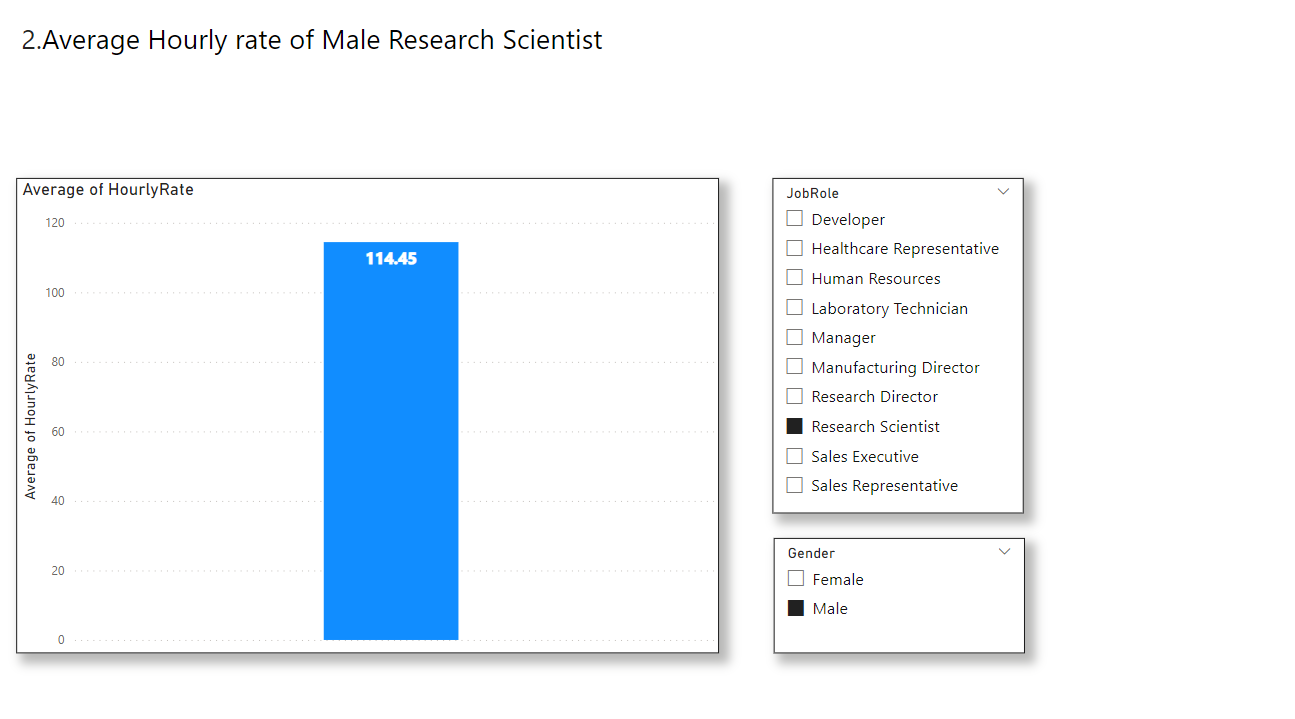 2.Average Hourly rate of Male Research Scientist
Average of HourlyRate
120
100
80
60
40
20
0
Average of HourlyRate
114.45
JobRole
Developer
Healthcare Representative
Human Resources
Laboratory Technician
Manager
Manufacturing Director
Research Director
Research Scientist
Sales Executive
Sales Representative
Gender
Female
Male